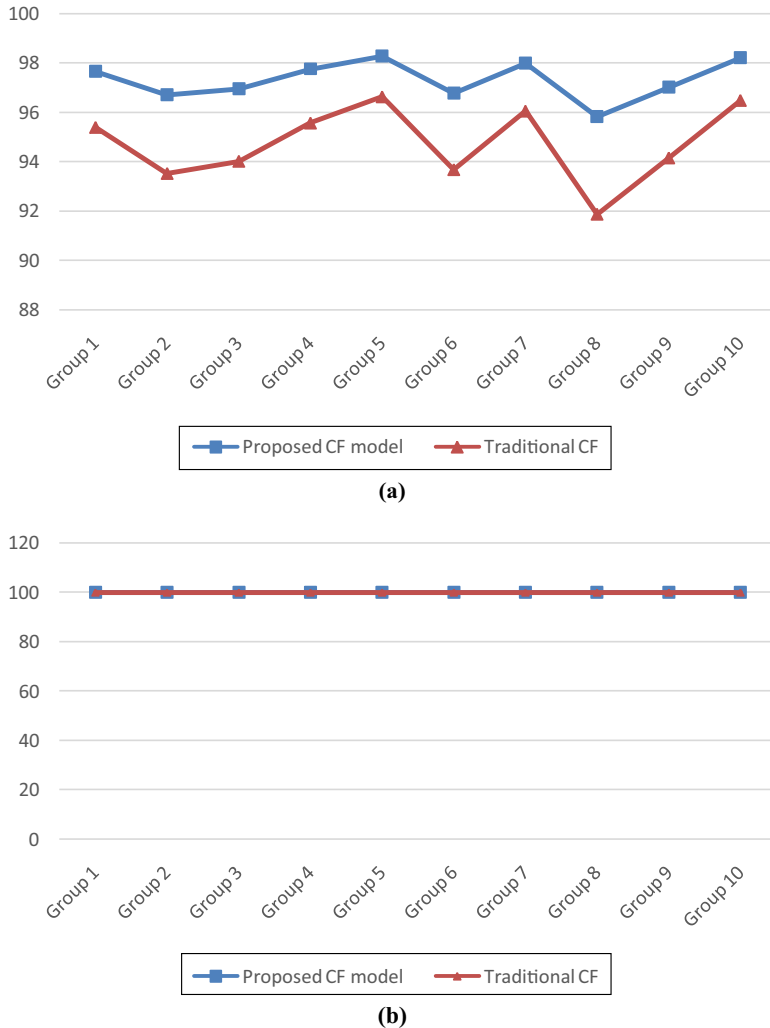 100
98
96
94
92
90
88
Group 1 Group 2 Group 3 Group 4 Group 5 Group 6 Group 7 Group 8 Group 9 Group 10
Proposed CF model Traditional CF
(a)
120
100
80
60
40
20
0
Group 1 Group 2 Group 3 Group 4 Group 5 Group 6 Group 7 Group 8 Group 9 Group 10
Proposed CF model Traditional CF
(b)